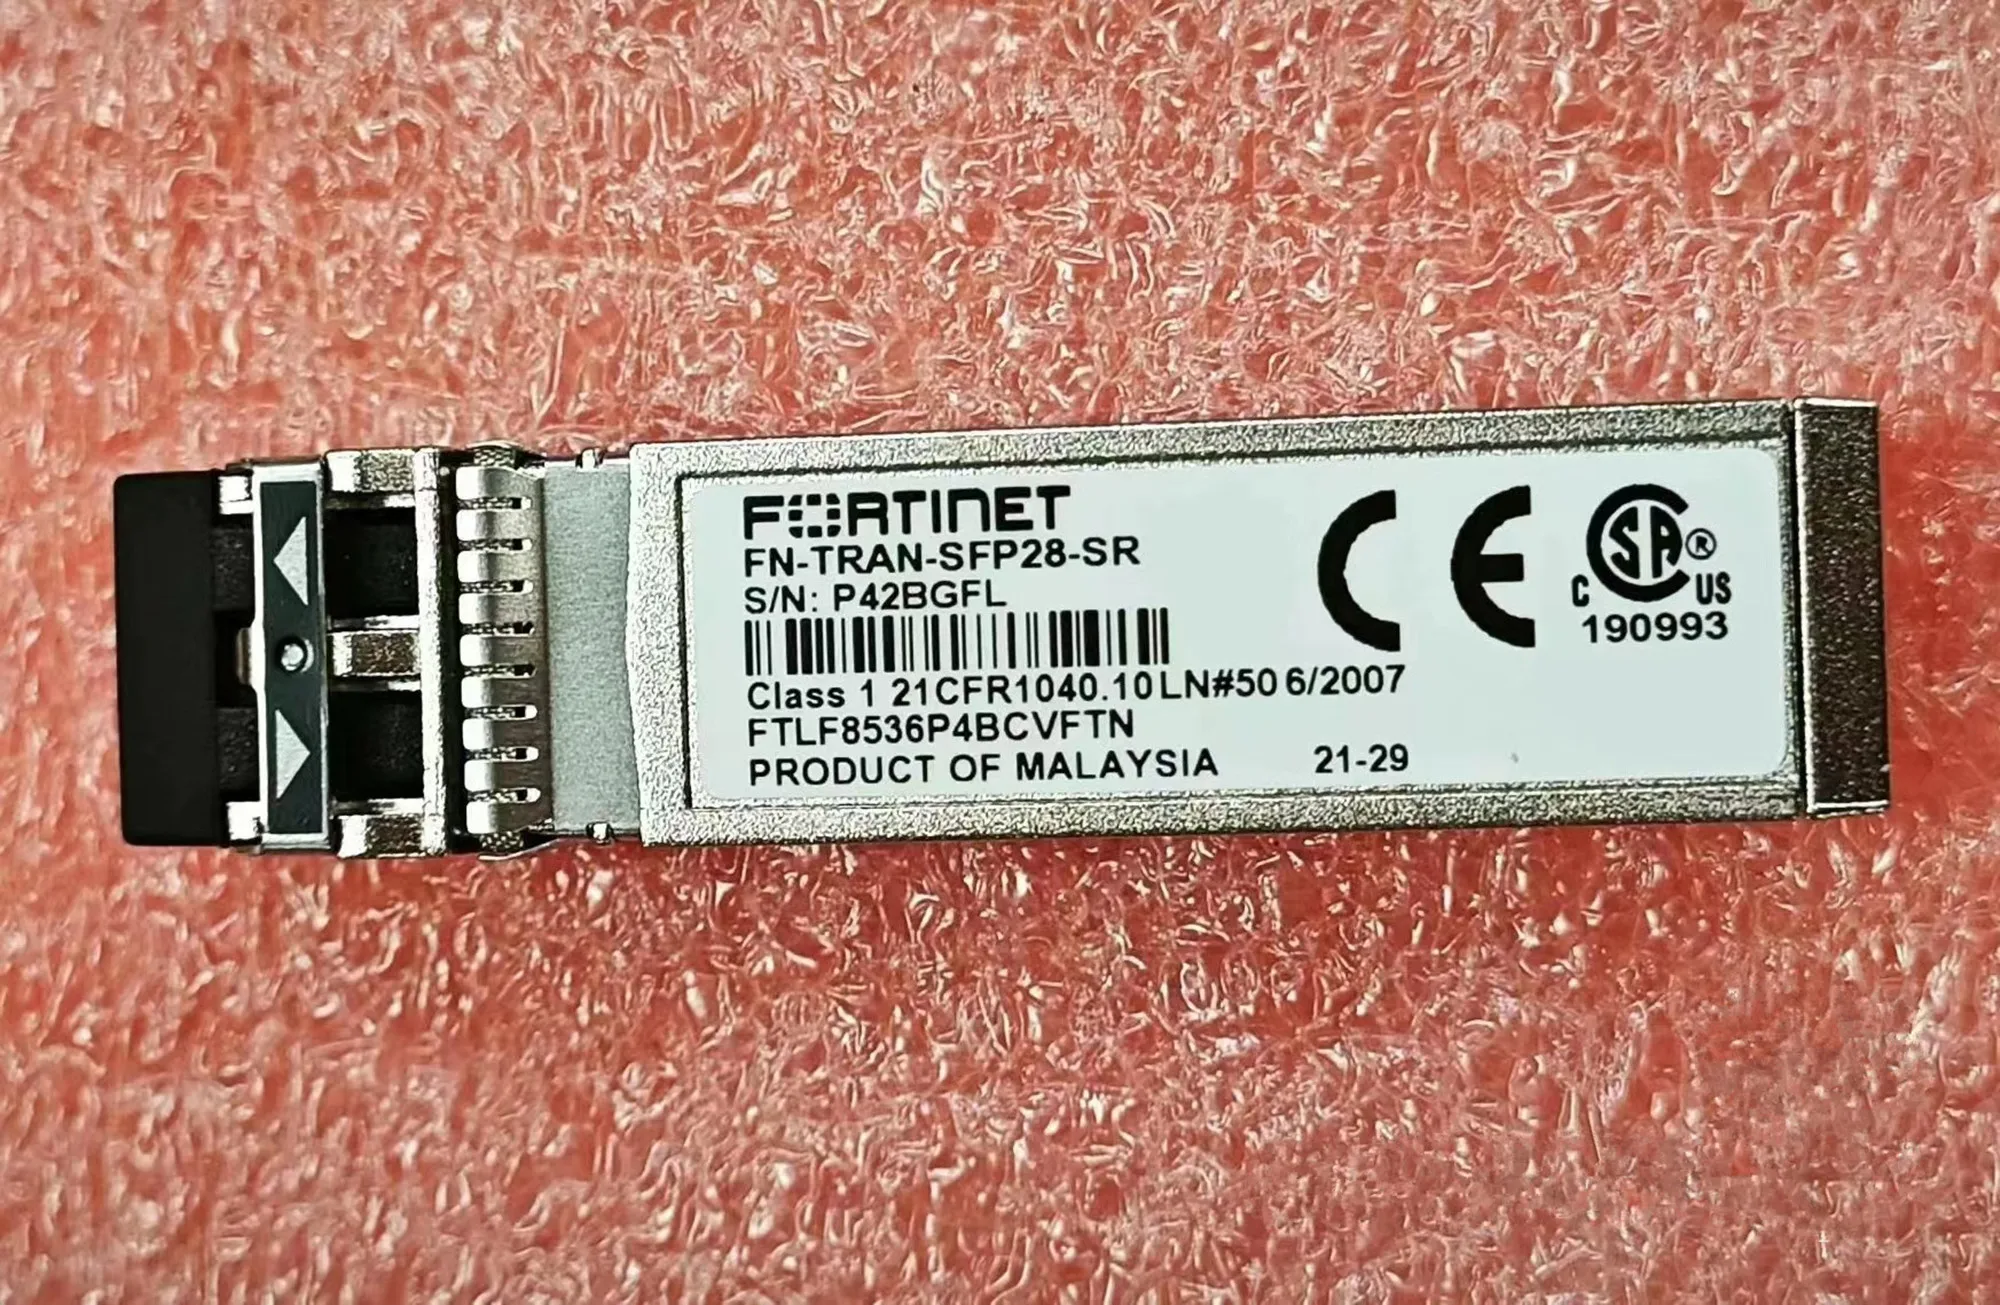 FORTINET
FN-TRAN-SFP28-SR
S/N: P42BGFL
Class 1 21CFR1040.10 LN#50 6/2007
FTLF8536P4BCVFTN
PRODUCT OF MALAYSIA 21-29
CE
C SA ® US
190993